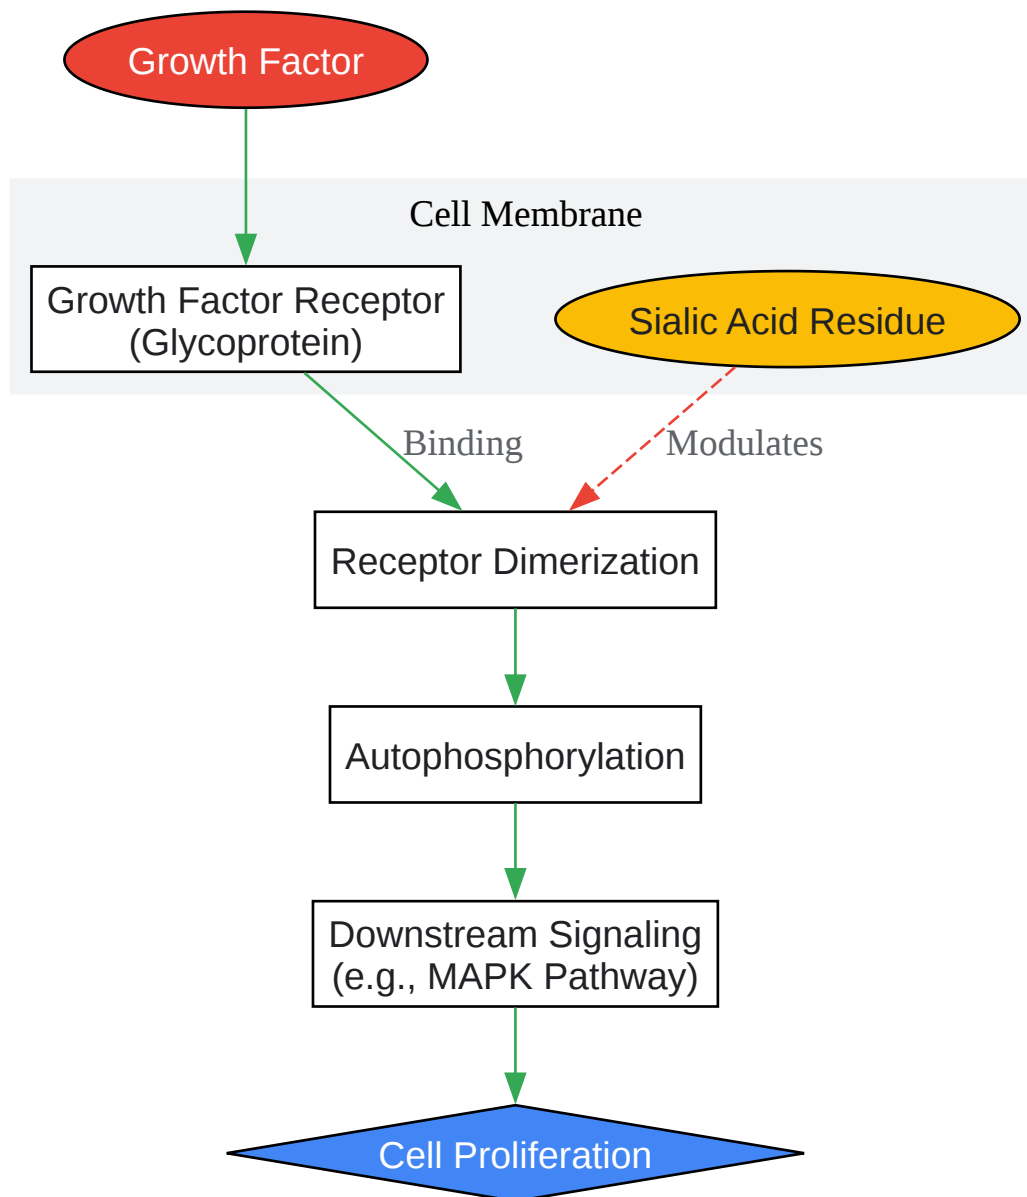 Growth Factor
Cell Membrane
Growth Factor Receptor
(Glycoprotein)
Sialic Acid Residue
Binding
Modulates
Receptor Dimerization
Autophosphorylation
Downstream Signaling
(e.g., MAPK Pathway)
Cell Proliferation